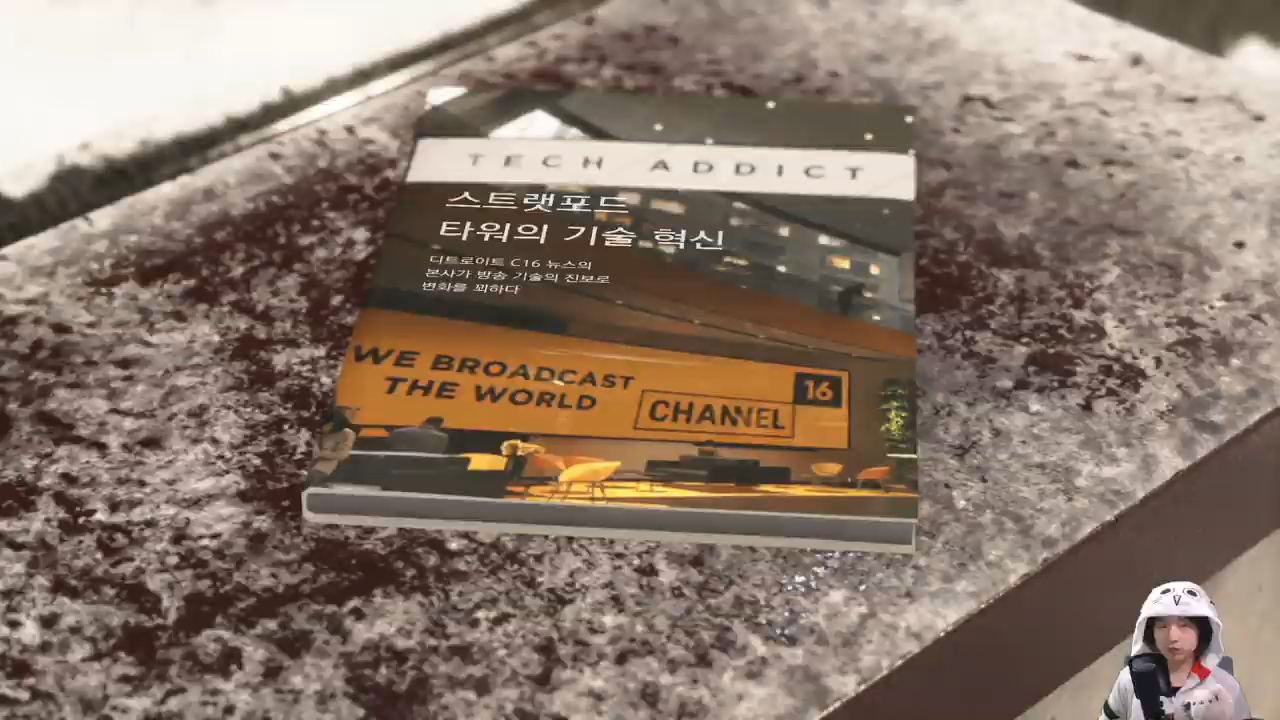 TECH ADDICT
스트랫포드
타워의 기술 혁신
디트로이트 C16 뉴스의
본사가 방송 기술의 진보로
변화를 꾀하다
WE BROADCAST
THE WORLD
CHANNEL
16